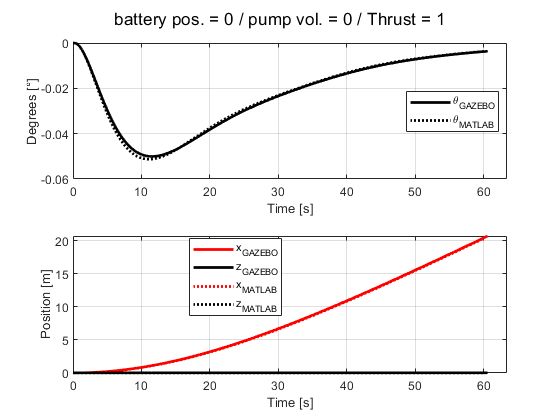 battery pos. = 0 / pump vol. = 0 / Thrust = 1
0
-0.02
-0.04
-0.06
Degrees [°]
θGAZEBO
θMATLAB
0 10 20 30 40 50 60
Time [s]
20
15
10
5
0
Position [m]
xGAZEBO
zGAZEBO
xMATLAB
zMATLAB
0 10 20 30 40 50 60
Time [s]